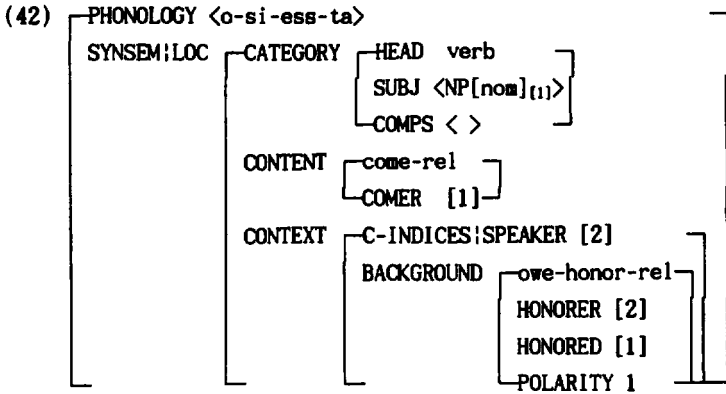 (42) PHONOLOGY <o-si-ess-ta>
SYNSEM|LOC CATEGORY HEAD verb
SUBJ <NP[nom][1]>
COMPS < >
CONTENT come-rel
COMER [1]
CONTEXT C-INDICES|SPEAKER [2]
BACKGROUND owe-honor-rel
HONORER [2]
HONORED [1]
POLARITY 1